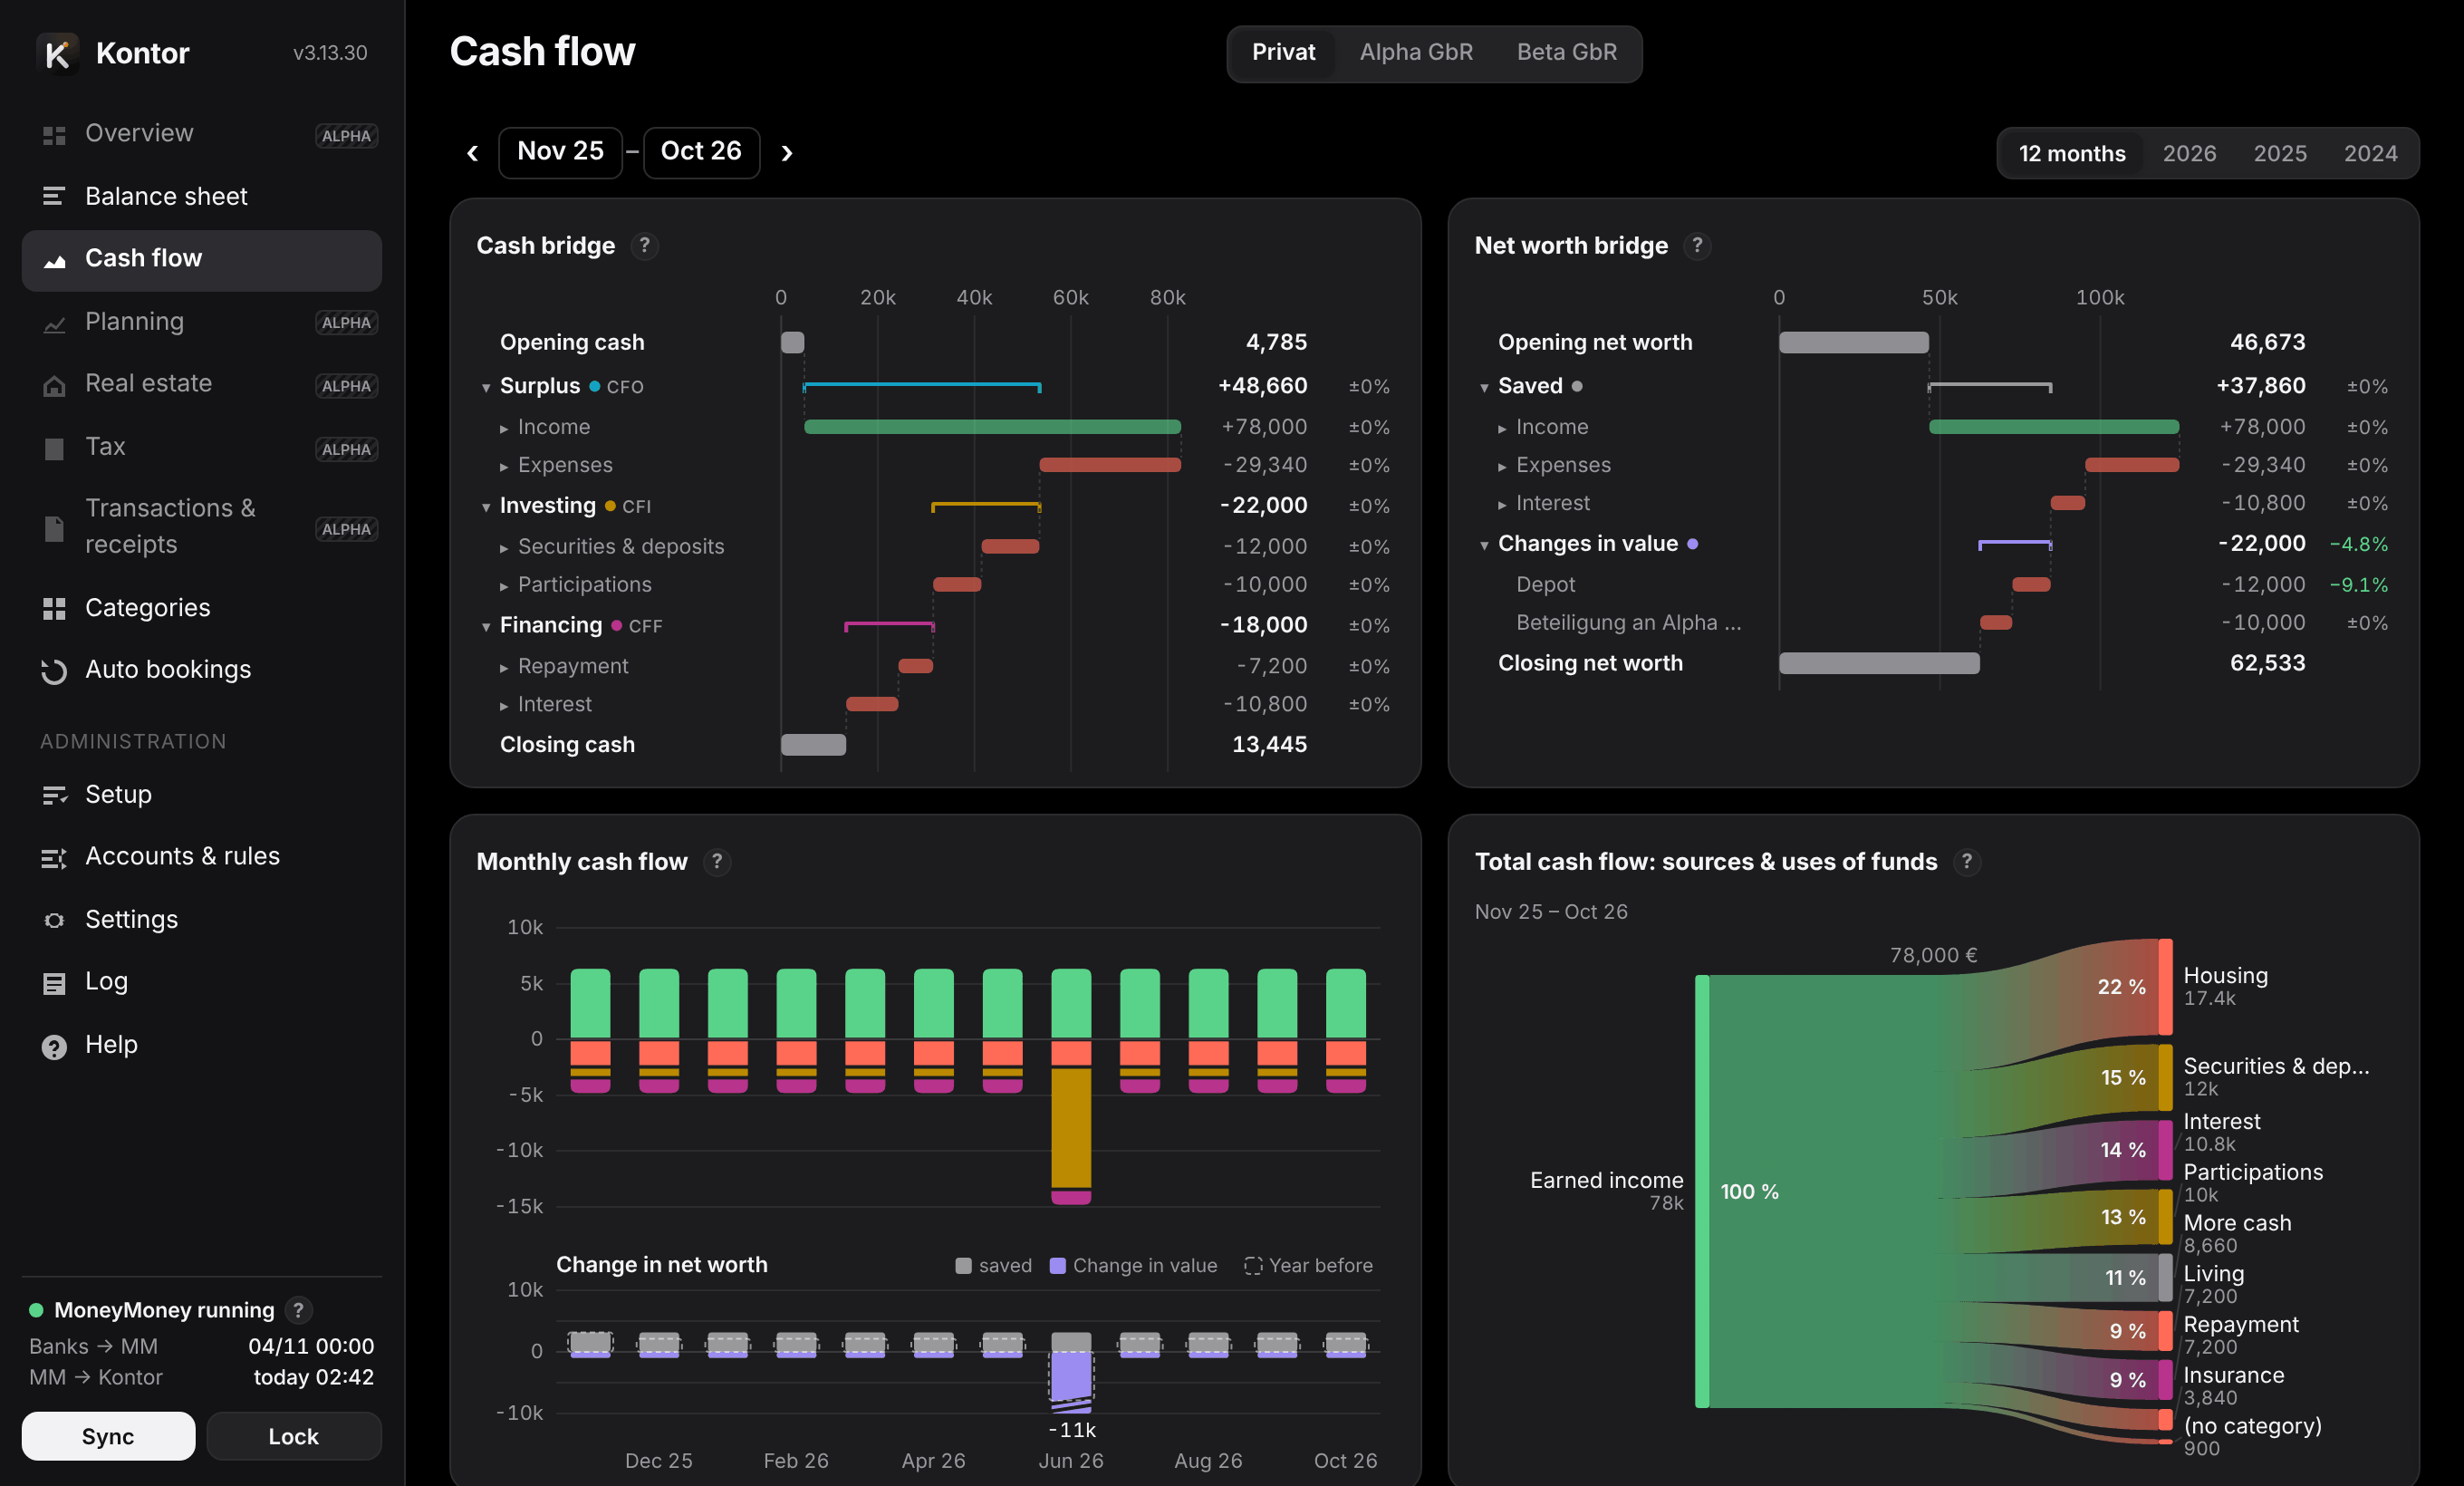 Kontor
v3.13.30
Overview ALPHA
Balance sheet
Cash flow
Planning ALPHA
Real estate ALPHA
Tax ALPHA
Transactions &
receipts ALPHA
Categories
Auto bookings
ADMINISTRATION
Setup
Accounts & rules
Settings
Log
Help
MoneyMoney running ?
Banks → MM 04/11 00:00
MM → Kontor today 02:42
Sync Lock
Cash flow
Privat Alpha GbR Beta GbR
‹ Nov 25 – Oct 26 ›
12 months 2026 2025 2024
Cash bridge ?
0 20k 40k 60k 80k
Opening cash 4,785
▾ Surplus CFO +48,660 ±0%
▸ Income +78,000 ±0%
▸ Expenses -29,340 ±0%
▾ Investing CFI -22,000 ±0%
▸ Securities & deposits -12,000 ±0%
▸ Participations -10,000 ±0%
▾ Financing CFF -18,000 ±0%
▸ Repayment -7,200 ±0%
▸ Interest -10,800 ±0%
Closing cash 13,445
Net worth bridge ?
0 50k 100k
Opening net worth 46,673
▾ Saved +37,860 ±0%
▸ Income +78,000 ±0%
▸ Expenses -29,340 ±0%
▸ Interest -10,800 ±0%
▾ Changes in value -22,000 −4.8%
Depot -12,000 −9.1%
Beteiligung an Alpha ... -10,000 ±0%
Closing net worth 62,533
Monthly cash flow ?
10k
5k
0
-5k
-10k
-15k
Change in net worth saved Change in value Year before
10k
0
-10k
-11k
Dec 25 Feb 26 Apr 26 Jun 26 Aug 26 Oct 26
Total cash flow: sources & uses of funds ?
Nov 25 – Oct 26
78,000 €
Earned income
78k
100 %
22 %
Housing
17.4k
15 %
Securities & dep...
12k
14 %
Interest
10.8k
13 %
Participations
10k
11 %
More cash
8,660
9 %
Living
7,200
9 %
Repayment
7,200
Insurance
3,840
(no category)
900